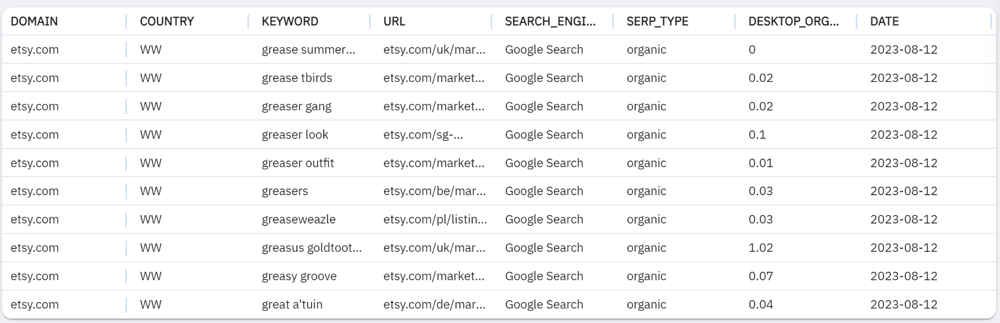 DOMAIN COUNTRY KEYWORD URL SEARCH_ENGI... SERP_TYPE DESKTOP_ORG... DATE
etsy.com WW grease summer... etsy.com/uk/mar... Google Search organic 0 2023-08-12
etsy.com WW grease tbirds etsy.com/market... Google Search organic 0.02 2023-08-12
etsy.com WW greaser gang etsy.com/market... Google Search organic 0.02 2023-08-12
etsy.com WW greaser look etsy.com/sg-... Google Search organic 0.1 2023-08-12
etsy.com WW greaser outfit etsy.com/market... Google Search organic 0.01 2023-08-12
etsy.com WW greasers etsy.com/be/mar... Google Search organic 0.03 2023-08-12
etsy.com WW greaseweazle etsy.com/pl/listin... Google Search organic 0.03 2023-08-12
etsy.com WW greasus goldtoot... etsy.com/uk/mar... Google Search organic 1.02 2023-08-12
etsy.com WW greasy groove etsy.com/market... Google Search organic 0.07 2023-08-12
etsy.com WW great a'tuin etsy.com/de/mar... Google Search organic 0.04 2023-08-12